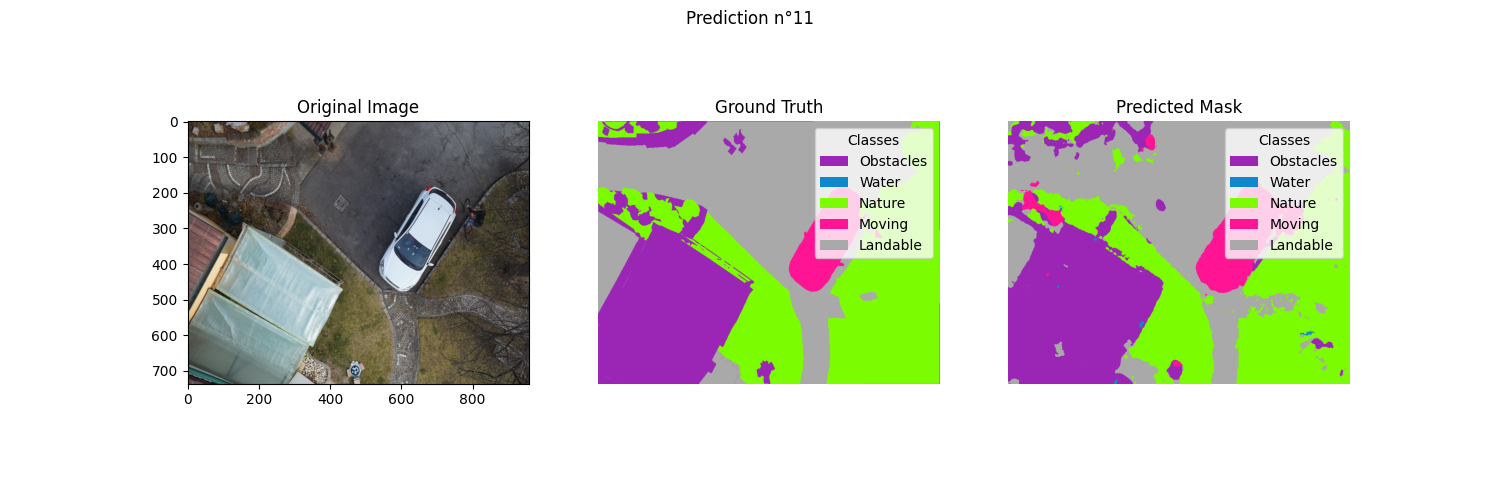 Prediction n°11
Original Image
0
100
200
300
400
500
600
700
0
200
400
600
800
Ground Truth
Classes
Obstacles
Water
Nature
Moving
Landable
Predicted Mask
Classes
Obstacles
Water
Nature
Moving
Landable